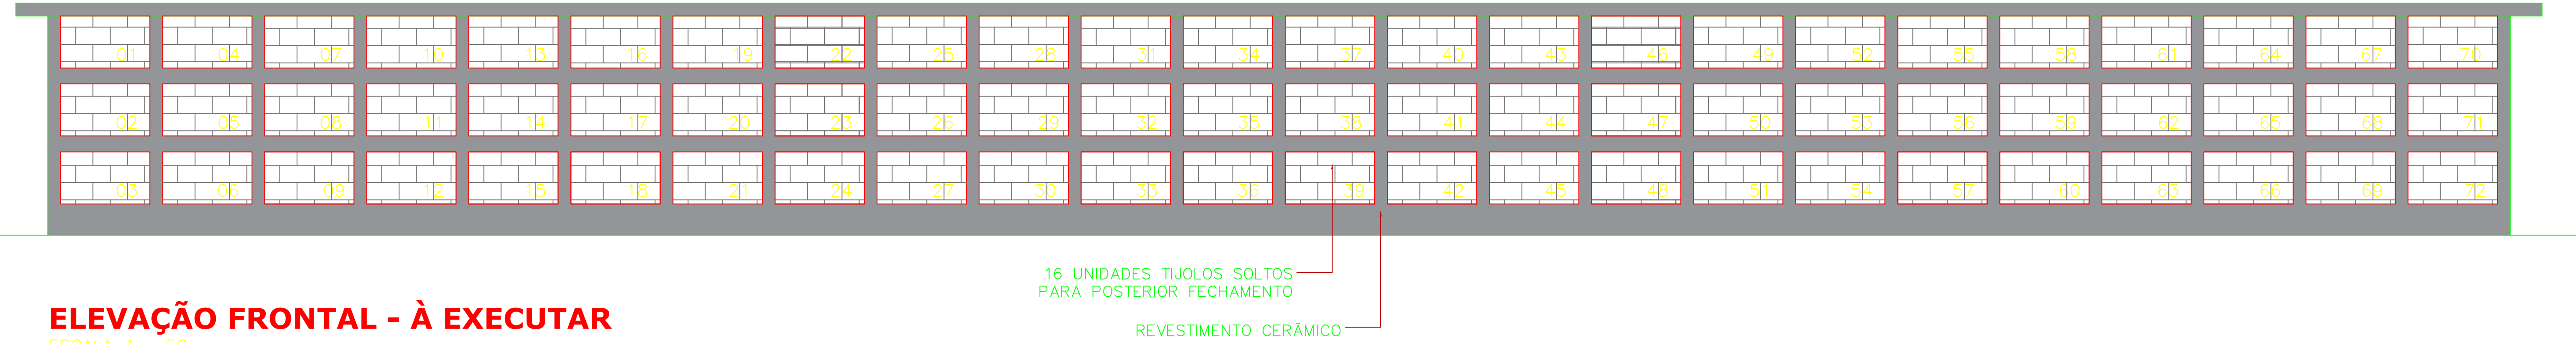 01 04 07 10 13 16 19 22 25 28 31 34 37 40 43 46 49 52 55 58 61 64 67 70
02 05 08 11 14 17 20 23 26 29 32 35 38 41 44 47 50 53 56 59 62 65 68 71
03 06 09 12 15 18 21 24 27 30 33 36 39 42 45 48 51 54 57 60 63 66 69 72
16 UNIDADES TIJOLOS SOLTOS
PARA POSTERIOR FECHAMENTO
REVESTIMENTO CERÂMICO
ELEVAÇÃO FRONTAL - À EXECUTAR